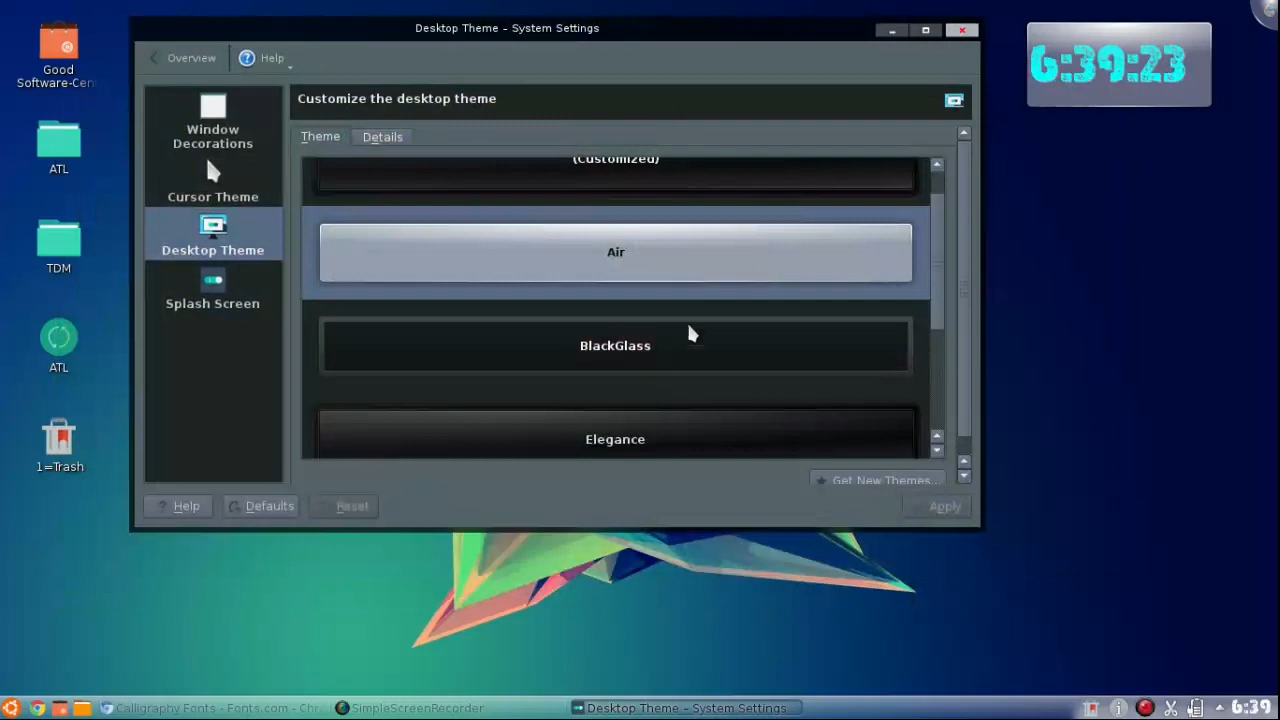 Desktop Theme – System Settings
Good
Software-Cen
ATL
TDM
ATL
1=Trash
Overview
Help
Window
Decorations
Cursor Theme
Desktop Theme
Splash Screen
Customize the desktop theme
Theme
Details
(Customized)
Air
BlackGlass
Elegance
Get New Themes...
Help
Defaults
Reset
Apply
6:39:23
Calligraphy Fonts - Fonts.com - Chr
SimpleScreenRecorder
Desktop Theme – System Settings
6:39